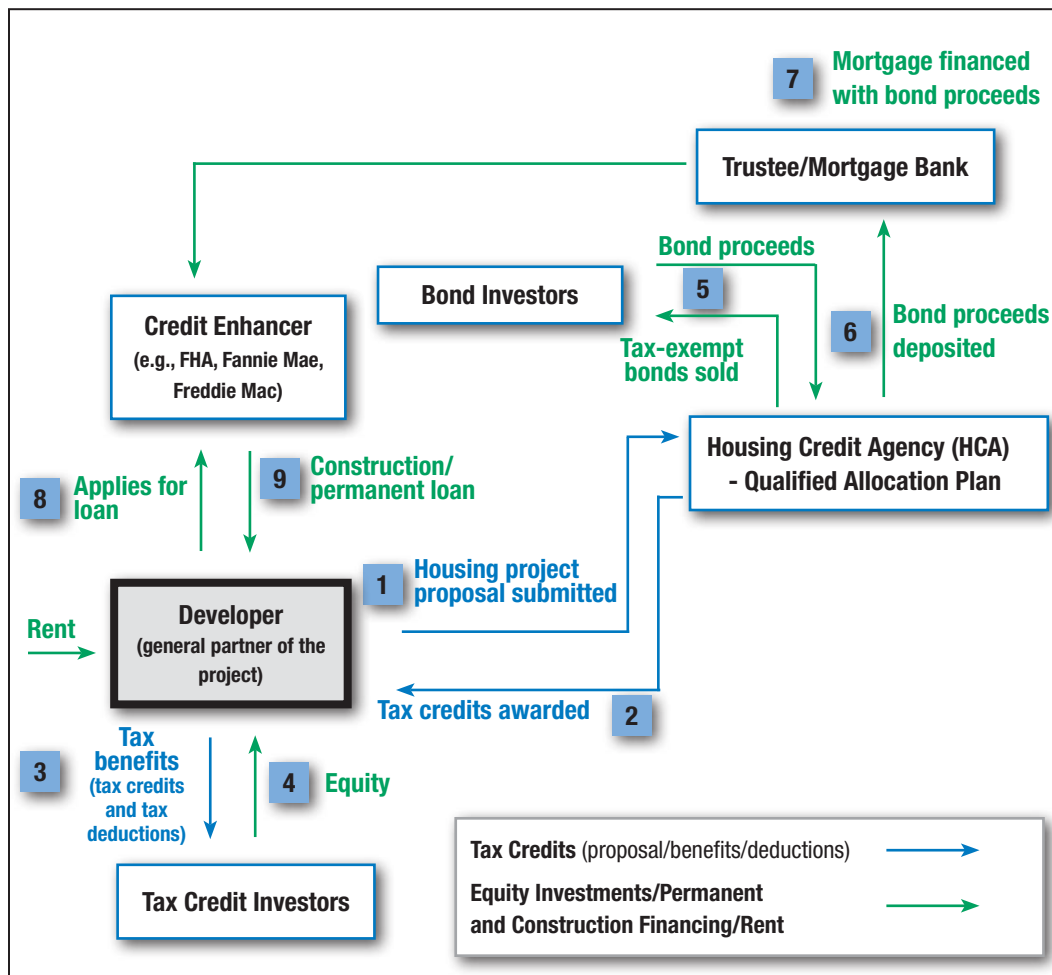 7
Mortgage financed
with bond proceeds
Trustee/Mortgage Bank
Bond proceeds
5
Bond Investors
Tax-exempt
bonds sold
6
Bond proceeds
deposited
Credit Enhancer
(e.g., FHA, Fannie Mae,
Freddie Mac)
Housing Credit Agency (HCA)
- Qualified Allocation Plan
8
Applies for
loan
9
Construction/
permanent loan
1
Housing project
proposal submitted
Rent
Developer
(general partner of the
project)
Tax credits awarded
2
3
Tax
benefits
(tax credits
and tax
deductions)
4
Equity
Tax Credit Investors
Tax Credits (proposal/benefits/deductions)
Equity Investments/Permanent
and Construction Financing/Rent